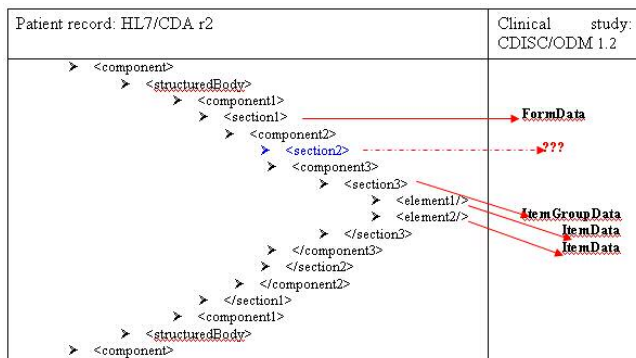 Patient record: HL7/CDA r2
Clinical study:
CDISC/ODM 1.2
➢ <component>
➢ <structuredBody>
➢ <component1>
➢ <section1> FormData
➢ <component2>
➢ <section2> ???
➢ <component3>
➢ <section3>
➢ <element1/> ItemGroupData
➢ <element2/> ItemData
➢ </section3> ItemData
➢ </component3>
➢ </section2>
➢ </component2>
➢ </section1>
➢ <component1>
➢ <structuredBody>
➢ <component>